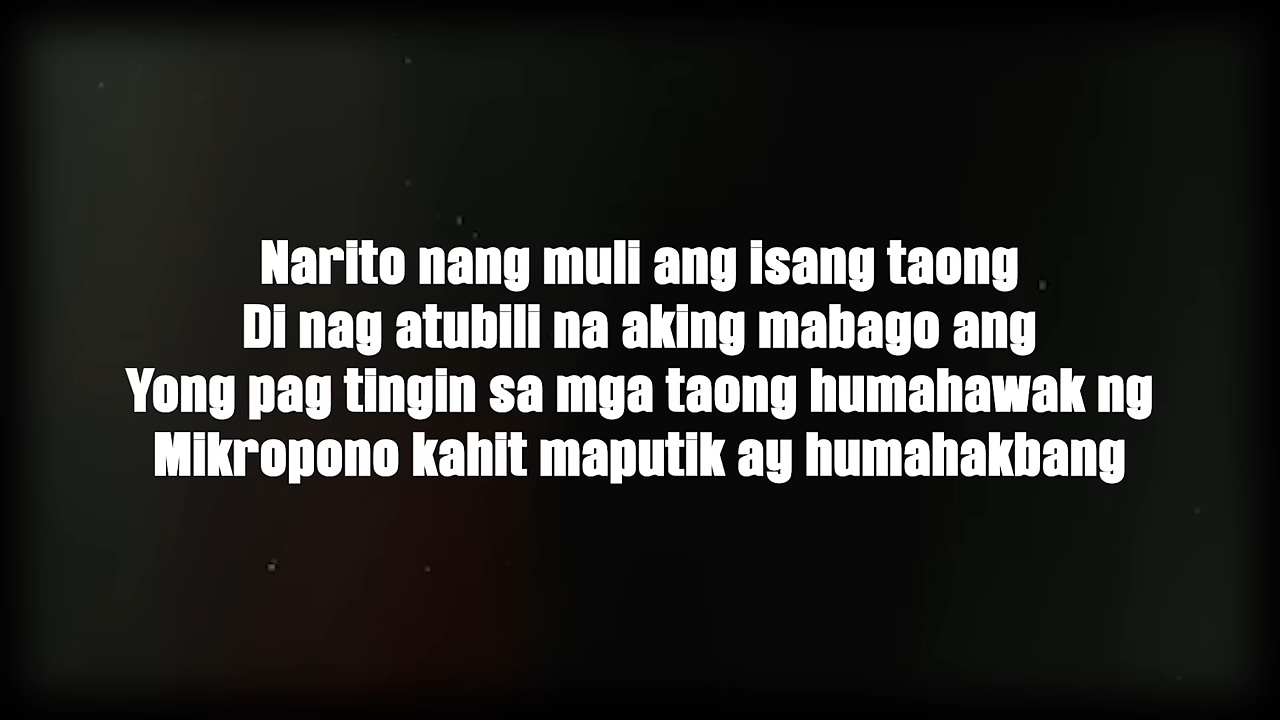 Narito nang muli ang isang taong
Di nag atubili na aking mabago ang
Yong pag tingin sa mga taong humahawak ng
Mikropono kahit maputik ay humahakbang